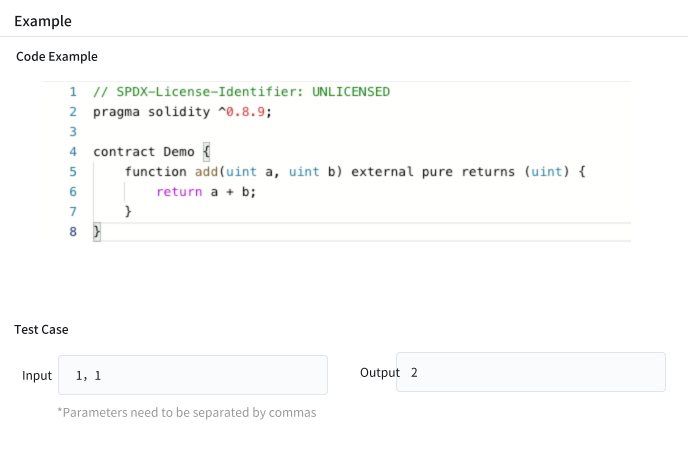 Example
Code Example
1 // SPDX-License-Identifier: UNLICENSED
2 pragma solidity ^0.8.9;
3
4 contract Demo {
5     function add(uint a, uint b) external pure returns (uint) {
6         return a + b;
7     }
8 }
Test Case
Input 1, 1 Output 2
*Parameters need to be separated by commas